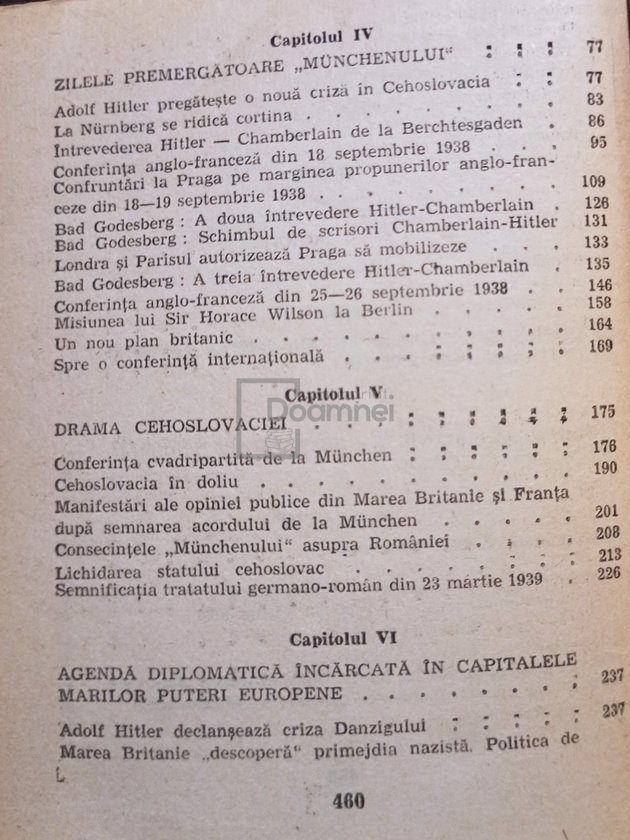 Capitolul IV
ZILELE PREMERGĂTOARE „MÜNCHENULUI“ : : : 77
Adolf Hitler pregătește o nouă criză în Cehoslovacia : : 77
La Nürnberg se ridică cortina . . . . . . . 83
Întrevederea Hitler — Chamberlain de la Berchtesgaden . 86
Conferința anglo-franceză din 18 septembrie 1938 . . . 95
Confruntări la Praga pe marginea propunerilor anglo-fran-
ceze din 18—19 septembrie 1938 . . . . . . . 109
Bad Godesberg : A doua întrevedere Hitler-Chamberlain . 126
Bad Godesberg : Schimbul de scrisori Chamberlain-Hitler 131
Londra și Parisul autorizează Praga să mobilizeze . . . 133
Bad Godesberg : A treia întrevedere Hitler-Chamberlain . 135
Conferința anglo-franceză din 25—26 septembrie 1938 . . 146
Misiunea lui Sir Horace Wilson la Berlin . . . . 158
Un nou plan britanic . . . . . . . . . 164
Spre o conferință internațională . . . . . . 169
Capitolul V
DRAMA CEHOSLOVACIEI . . : : : : : : 175
Conferința cvadripartită de la München : : : : : 176
Cehoslovacia în doliu . . . . . . . . . 190
Manifestări ale opiniei publice din Marea Britanie și Franța
după semnarea acordului de la München . . . . 201
Consecințele „Münchenului“ asupra României . . . . 208
Lichidarea statului cehoslovac . . . . . . . 213
Semnificația tratatului germano-român din 23 martie 1939 . 226
Capitolul VI
AGENDĂ DIPLOMATICĂ ÎNCĂRCATĂ ÎN CAPITALELE
MARILOR PUTERI EUROPENE . . . . . . . 237
Adolf Hitler declanșează criza Danzigului : : : : : 237
Marea Britanie „descoperă“ primejdia nazistă. Politica de
460
Doamnei